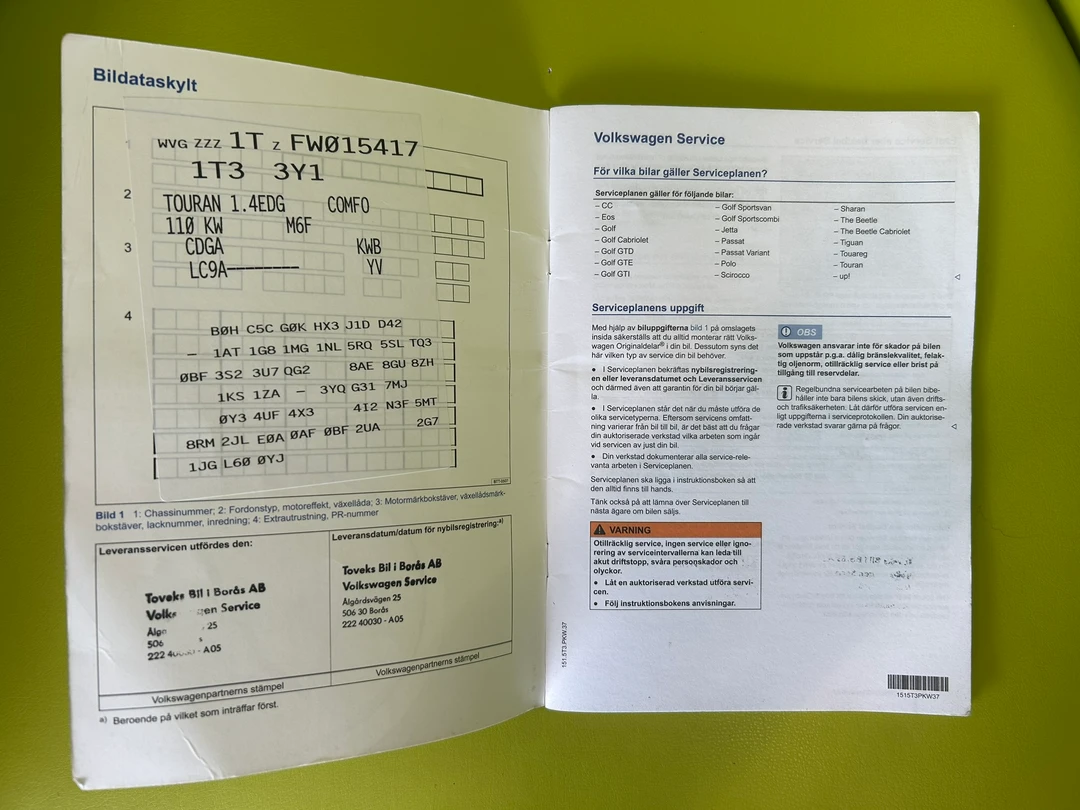 Bildataskylt
1
WVG ZZZ 1T Z FWØ15417
1T3 3Y1
2
TOURAN 1.4EDG COMFO
11Ø KW M6F
3
CDGA KWB
LC9A———————— YV
4
BØH C5C GØK HX3 J1D D42
– 1AT 1G8 1MG 1NL 5RQ 5SL TQ3
ØBF 3S2 3U7 QG2 8AE 8GU 8ZH
1KS 1ZA – 3YQ G31 7MJ
ØY3 4UF 4X3 4I2 N3F 5MT
8RM 2JL EØA ØAF ØBF 2UA 2G7
1JG L6Ø ØYJ
Bild 1 1: Chassinummer; 2: Fordonstyp, motoreffekt, växellåda; 3: Motormärkbokstäver, växellådsmärk-
bokstäver, lacknummer, inredning; 4: Extrautrustning, PR-nummer
Leveransservicen utfördes den:
Toveks Bil i Borås AB
Volks gen Service
25
506
222 4 - A05
Volkswagenpartnerns stämpel
Leveransdatum/datum för nybilsregistrering:a)
Toveks Bil i Borås AB
Volkswagen Service
Älgårdsvägen 25
506 30 Borås
222 40030 - A05
Volkswagenpartnerns stämpel
a) Beroende på vilket som inträffar först.
Volkswagen Service
För vilka bilar gäller Serviceplanen?
Serviceplanen gäller för följande bilar:
– CC
– Eos
– Golf
– Golf Cabriolet
– Golf GTD
– Golf GTE
– Golf GTI
– Golf Sportsvan
– Golf Sportscombi
– Jetta
– Passat
– Passat Variant
– Polo
– Scirocco
– Sharan
– The Beetle
– The Beetle Cabriolet
– Tiguan
– Touareg
– Touran
– up!
Serviceplanens uppgift
Med hjälp av biluppgifterna bild 1 på omslagets
insida säkerställs att du alltid monterar rätt Volks-
wagen Originaldelar® i din bil. Dessutom syns det
här vilken typ av service din bil behöver.
● I Serviceplanen bekräftas nybilsregistrering-
en eller leveransdatumet och Leveransservicen
och därmed även att garantin för din bil börjar gäl-
la.
● I Serviceplanen står det när du måste utföra de
olika servicetyperna. Eftersom servicens omfatt-
ning varierar från bil till bil, är det bäst att du frågar
din auktoriserade verkstad vilka arbeten som ingår
vid servicen av just din bil.
● Din verkstad dokumenterar alla service-rele-
vanta arbeten i Serviceplanen.
Serviceplanen ska ligga i instruktionsboken så att
den alltid finns till hands.
Tänk också på att lämna över Serviceplanen till
nästa ägare om bilen säljs.
VARNING
Otillräcklig service, ingen service eller igno-
rering av serviceintervallerna kan leda till
akut driftstopp, svåra personskador och
olyckor.
● Låt en auktoriserad verkstad utföra servi-
cen.
● Följ instruktionsbokens anvisningar.
OBS
Volkswagen ansvarar inte för skador på bilen
som uppstår p.g.a. dålig bränslekvalitet, felak-
tig oljenorm, otillräcklig service eller brist på
tillgång till reservdelar.
Regelbundna servicearbeten på bilen bibe-
håller inte bara bilens skick, utan även drifts-
och trafiksäkerheten. Låt därför utföra servicen en-
ligt uppgifterna i serviceprotokollen. Din auktorise-
rade verkstad svarar gärna på frågor.
151.5T3.PKW.37
1515T3PKW37